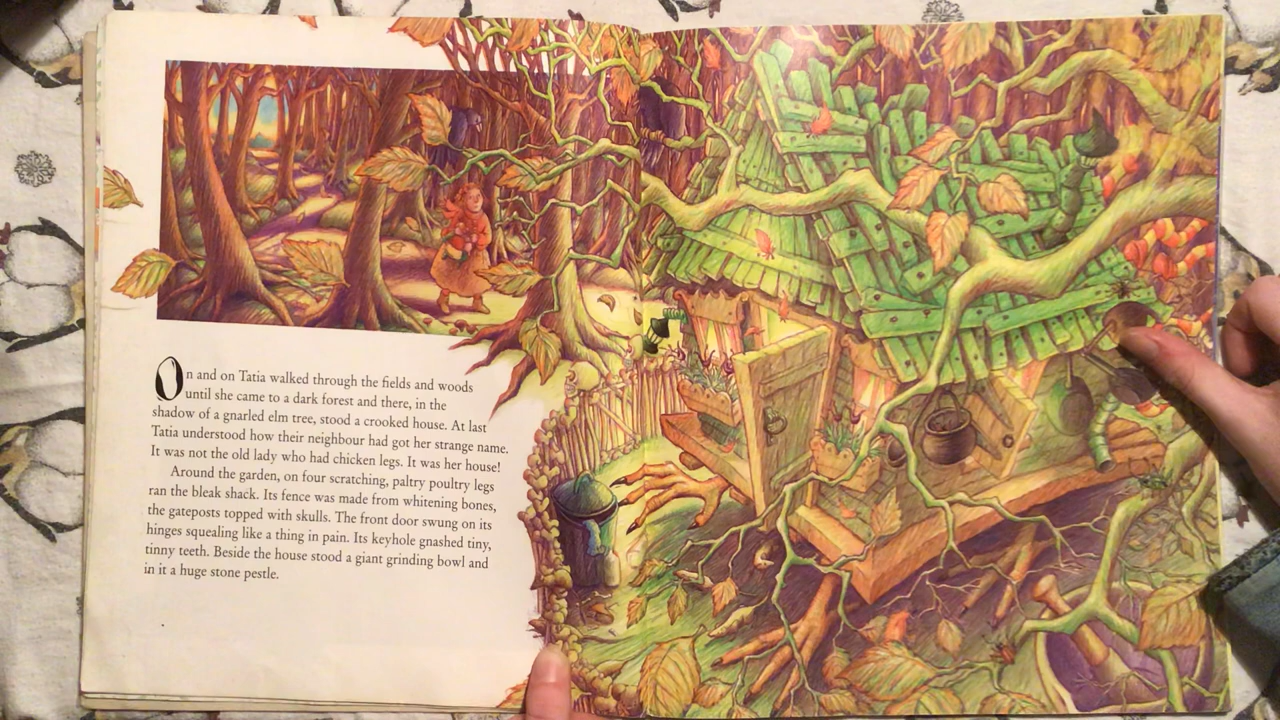 On and on Tatia walked through the fields and woods
until she came to a dark forest and there, in the
shadow of a gnarled elm tree, stood a crooked house. At last
Tatia understood how their neighbour had got her strange name.
It was not the old lady who had chicken legs. It was her house!
Around the garden, on four scratching, paltry poultry legs
ran the bleak shack. Its fence was made from whitening bones,
the gateposts topped with skulls. The front door swung on its
hinges squealing like a thing in pain. Its keyhole gnashed tiny,
tinny teeth. Beside the house stood a giant grinding bowl and
in it a huge stone pestle.